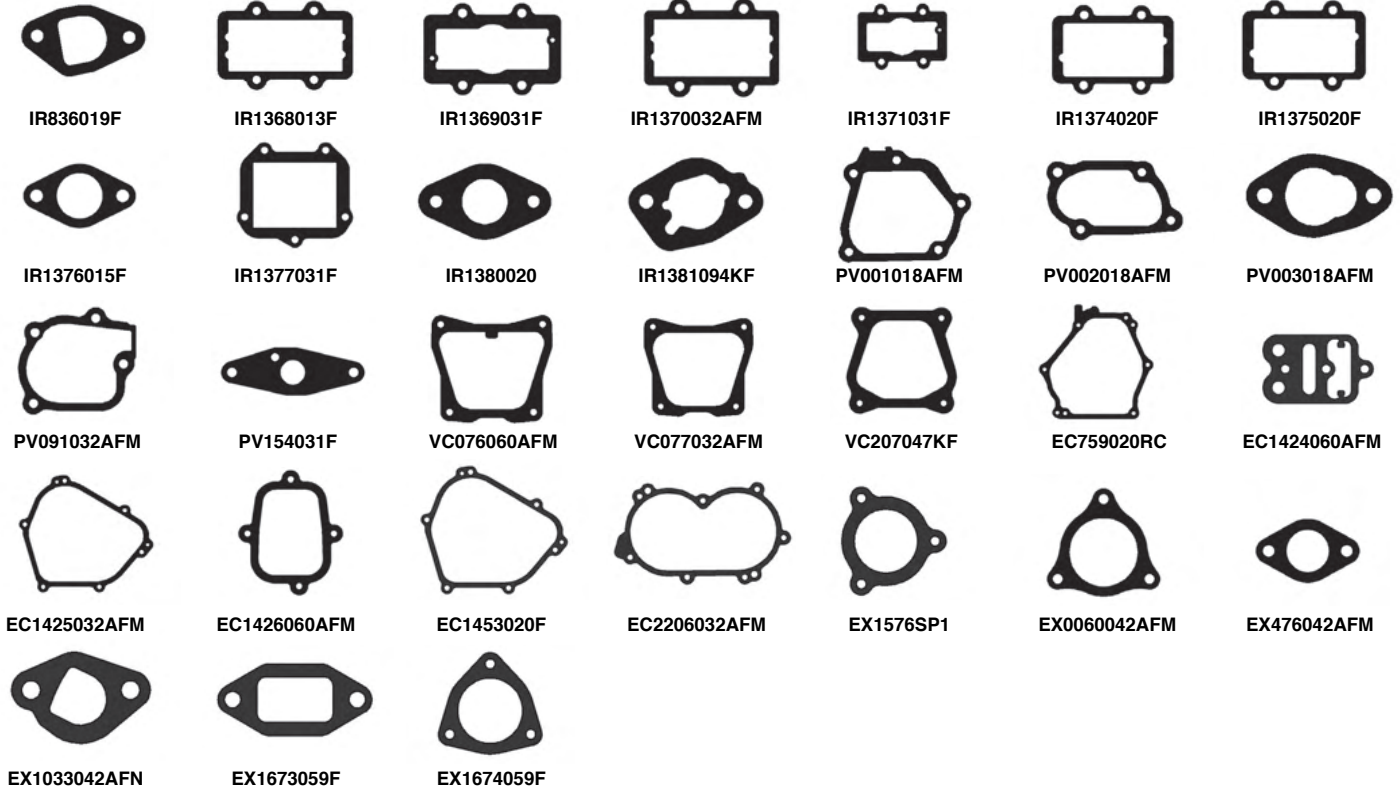 IR836019F IR1368013F IR1369031F IR1370032AFM IR1371031F IR1374020F IR1375020F
IR1376015F IR1377031F IR1380020 IR1381094KF PV001018AFM PV002018AFM PV003018AFM
PV091032AFM PV154031F VC076060AFM VC077032AFM VC207047KF EC759020RC EC1424060AFM
EC1425032AFM EC1426060AFM EC1453020F EC2206032AFM EX1576SP1 EX0060042AFM EX476042AFM
EX1033042AFN EX1673059F EX1674059F